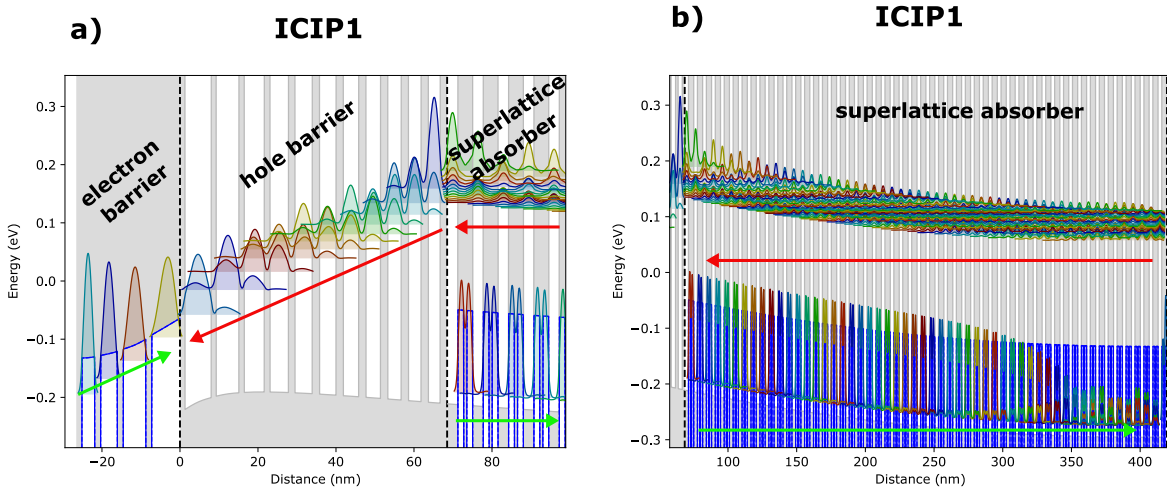 a)
ICIP1
electron
barrier
hole barrier
superlattice
absorber
Energy (eV)
0.3
0.2
0.1
0.0
−0.1
−0.2
−20
0
20
40
60
80
Distance (nm)
b)
ICIP1
superlattice absorber
Energy (eV)
0.3
0.2
0.1
0.0
−0.1
−0.2
−0.3
100
150
200
250
300
350
400
Distance (nm)